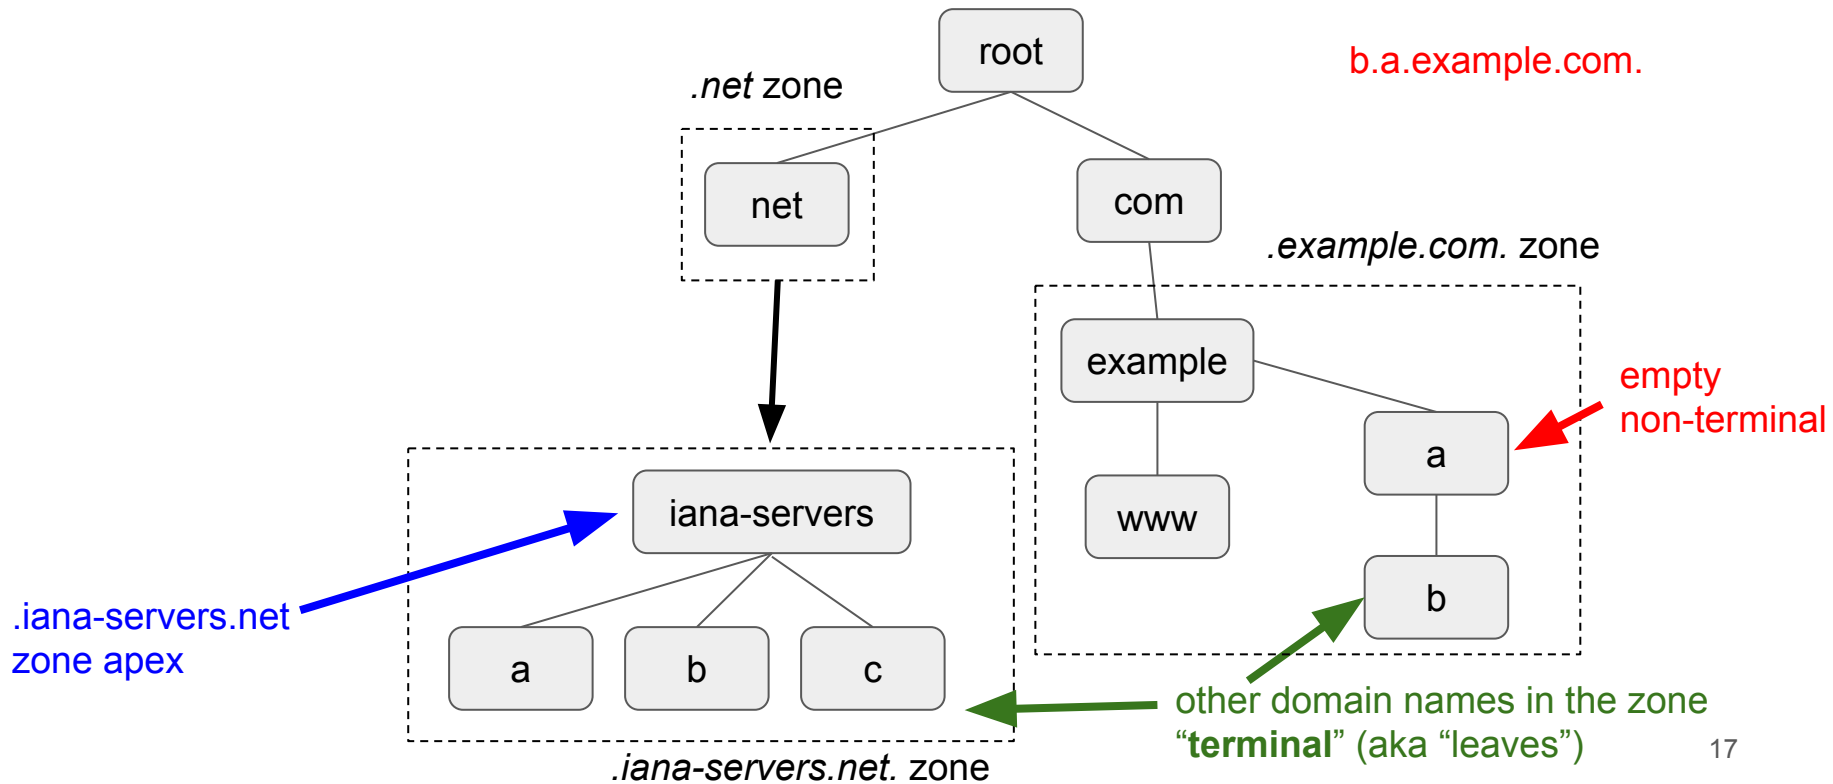 root
b.a.example.com.
.net zone
net
com
.example.com. zone
example
empty
non-terminal
a
iana-servers
www
b
.iana-servers.net
zone apex
a
b
c
other domain names in the zone
“terminal” (aka “leaves”)
17
.iana-servers.net. zone